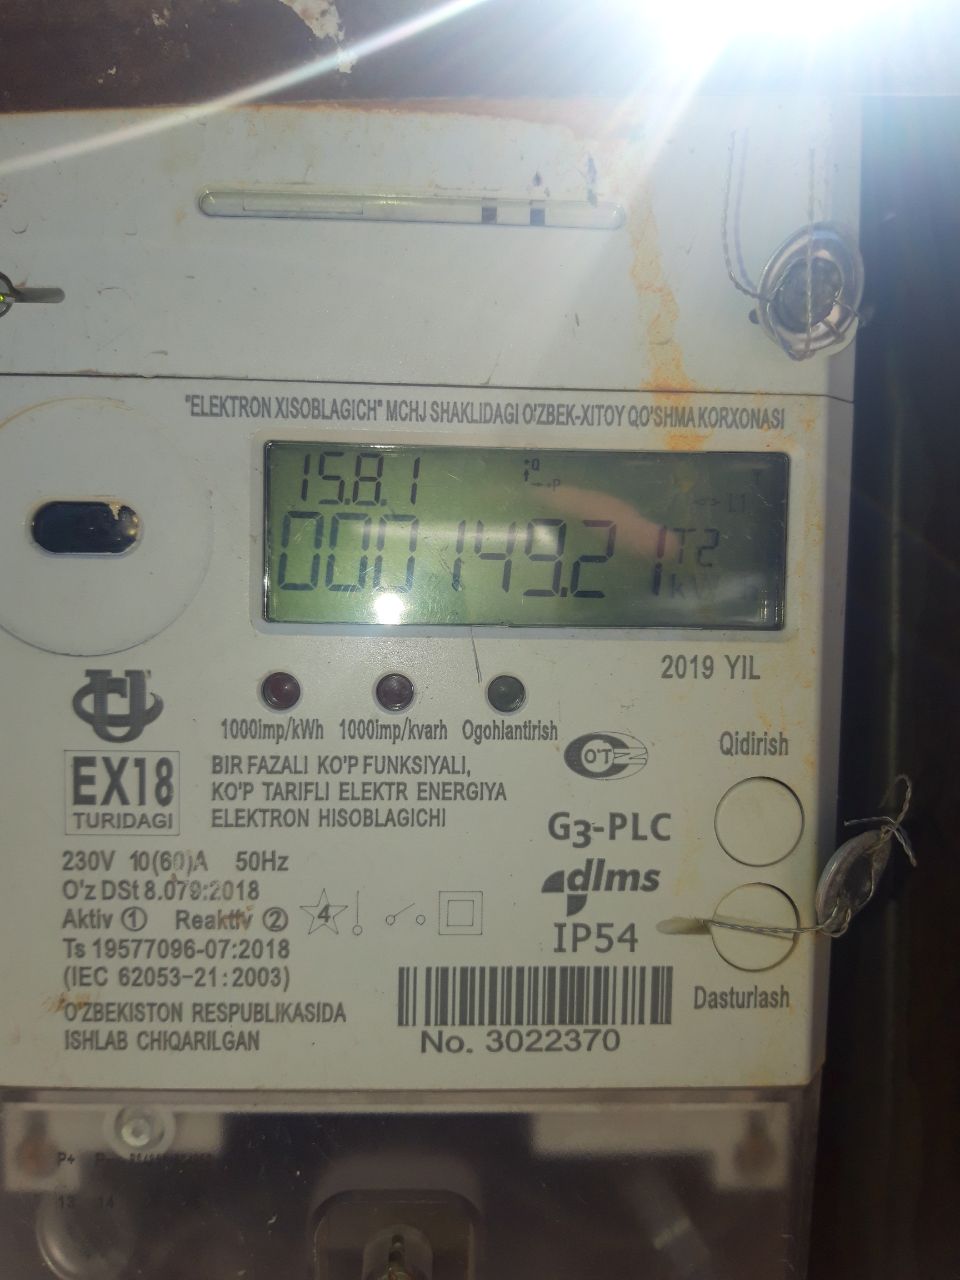 "ELEKTRON XISOBLAGICH" MCHJ SHAKLIDAGI O'ZBEK-XITOY QO'SHMA KORXONASI
15.8.1
L1 T
000149.21 T2
2019 YIL
1000imp/kWh 1000imp/kvarh Ogohlantirish
Qidirish
O'T
EX18
TURIDAGI
BIR FAZALI KO'P FUNKSIYALI,
KO'P TARIFLI ELEKTR ENERGIYA
ELEKTRON HISOBLAGICHI
G3-PLC
dlms
IP54
230V 10(60)A 50Hz
O'z DSt 8.079:2018
Aktiv 1 Reaktiv 2
4
Ts 19577096-07:2018
(IEC 62053-21:2003)
O'ZBEKISTON RESPUBLIKASIDA
ISHLAB CHIQARILGAN
Dasturlash
No. 3022370
P+
13 14